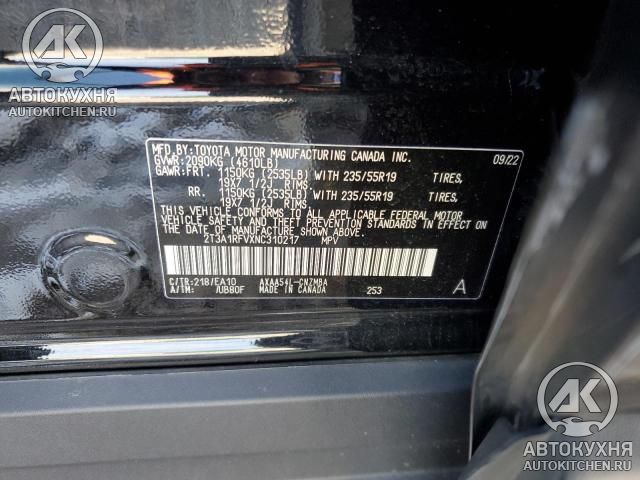 АК
АВТОКУХНЯ
AUTOKITCHEN.RU
MFD.BY:TOYOTA MOTOR MANUFACTURING CANADA INC. 09/22
GVWR:2090KG (4610LB)
GAWR:FRT. 1150KG (2535LB) WITH 235/55R19 TIRES,
19X7 1/2J RIMS
RR. 1150KG (2535LB) WITH 235/55R19 TIRES,
19X7 1/2J RIMS
THIS VEHICLE CONFORMS TO ALL APPLICABLE FEDERAL MOTOR
VEHICLE SAFETY AND THEFT PREVENTION STANDARDS IN EFFECT ON
THE DATE OF MANUFACTURE SHOWN ABOVE.
2T3A1RFVXNC310217 MPV
C/TR:218/EA10 AXAA54L-CNZMBA
A/TM: /UB80F MADE IN CANADA 253 A
АК
АВТОКУХНЯ
AUTOKITCHEN.RU